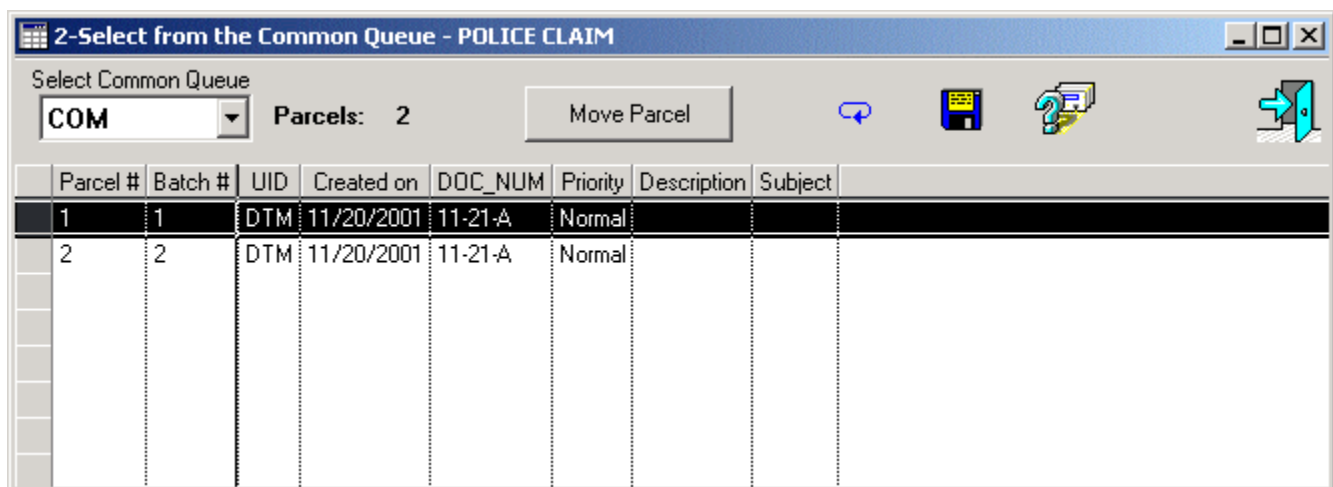 2-Select from the Common Queue - POLICE CLAIM
Select Common Queue
COM Parcels: 2 Move Parcel
Parcel # Batch # UID Created on DOC_NUM Priority Description Subject
1 1 DTM 11/20/2001 11-21-A Normal
2 2 DTM 11/20/2001 11-21-A Normal